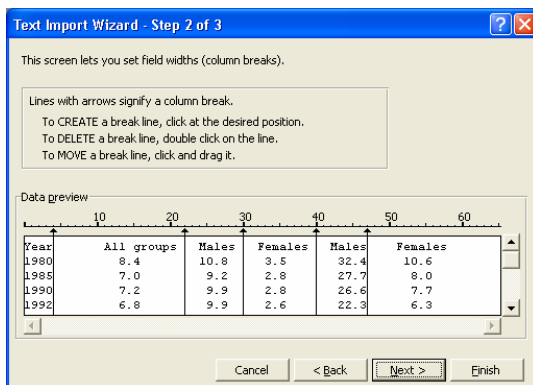 Text Import Wizard - Step 2 of 3
This screen lets you set field widths (column breaks).
Lines with arrows signify a column break.
To CREATE a break line, click at the desired position.
To DELETE a break line, double click on the line.
To MOVE a break line, click and drag it.
Data preview
10 20 30 40 50 60
Year All groups Males Females Males Females
1980 8.4 10.8 3.5 32.4 10.6
1985 7.0 9.2 2.8 27.7 8.0
1990 7.2 9.9 2.8 26.6 7.7
1992 6.8 9.9 2.6 22.3 6.3
Cancel < Back Next > Finish